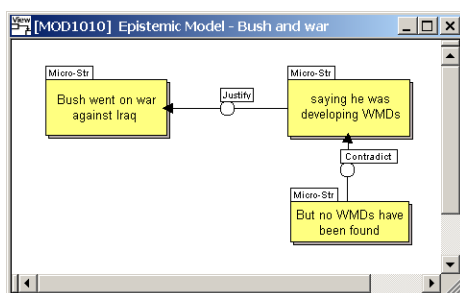 View
[MOD1010] Epistemic Model - Bush and war
Micro-Str
Bush went on war
against Iraq
Justify
Micro-Str
saying he was
developing WMDs
Contradict
Micro-Str
But no WMDs have
been found